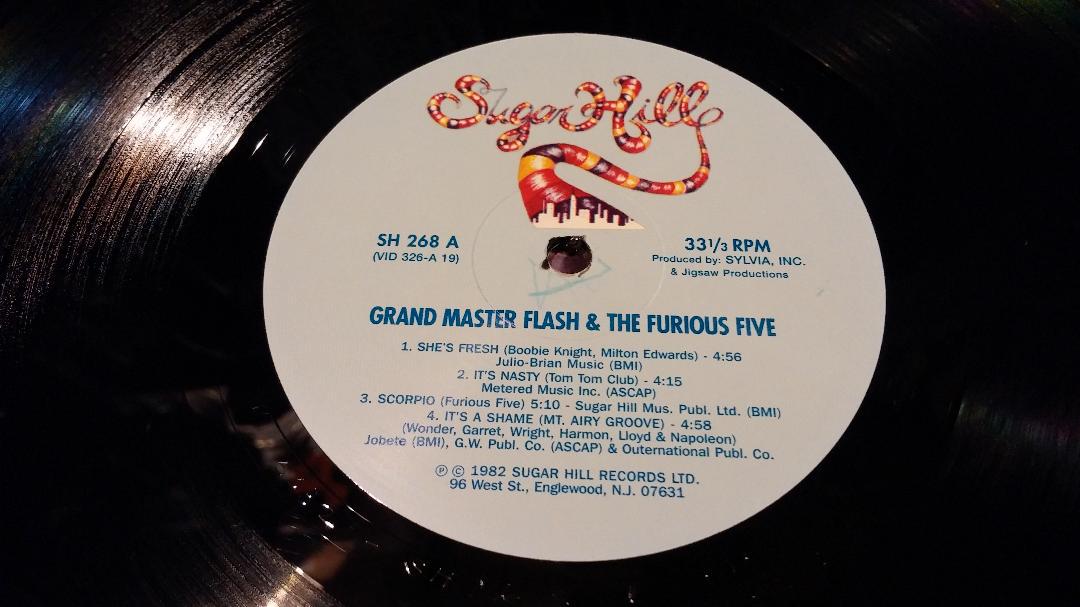 Sugar Hill
SH 268 A
(VID 326-A 19)
33 1/3 RPM
Produced by: SYLVIA, INC.
& Jigsaw Productions
GRAND MASTER FLASH & THE FURIOUS FIVE
1. SHE'S FRESH (Boobie Knight, Milton Edwards) - 4:56
Julio-Brian Music (BMI)
2. IT'S NASTY (Tom Tom Club) - 4:15
Metered Music Inc. (ASCAP)
3. SCORPIO (Furious Five) 5:10 - Sugar Hill Mus. Publ. Ltd. (BMI)
4. IT'S A SHAME (MT. AIRY GROOVE) - 4:58
(Wonder, Garret, Wright, Harmon, Lloyd & Napoleon)
Jobete (BMI), G.W. Publ. Co. (ASCAP) & Outernational Publ. Co.
℗ © 1982 SUGAR HILL RECORDS LTD.
96 West St., Englewood, N.J. 07631